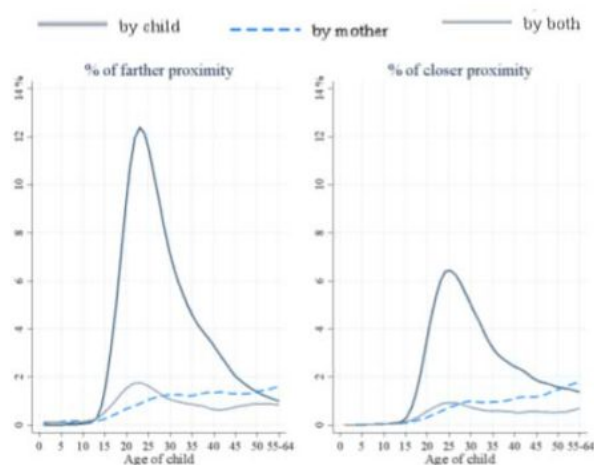 by child
by mother
by both
% of farther proximity
% of closer proximity
14 %
12
10
8
6
4
2
0
0 5 10 15 20 25 30 35 40 45 50 55-64
Age of child
14 %
12
10
8
6
4
2
0
0 5 10 15 20 25 30 35 40 45 50 55-64
Age of child